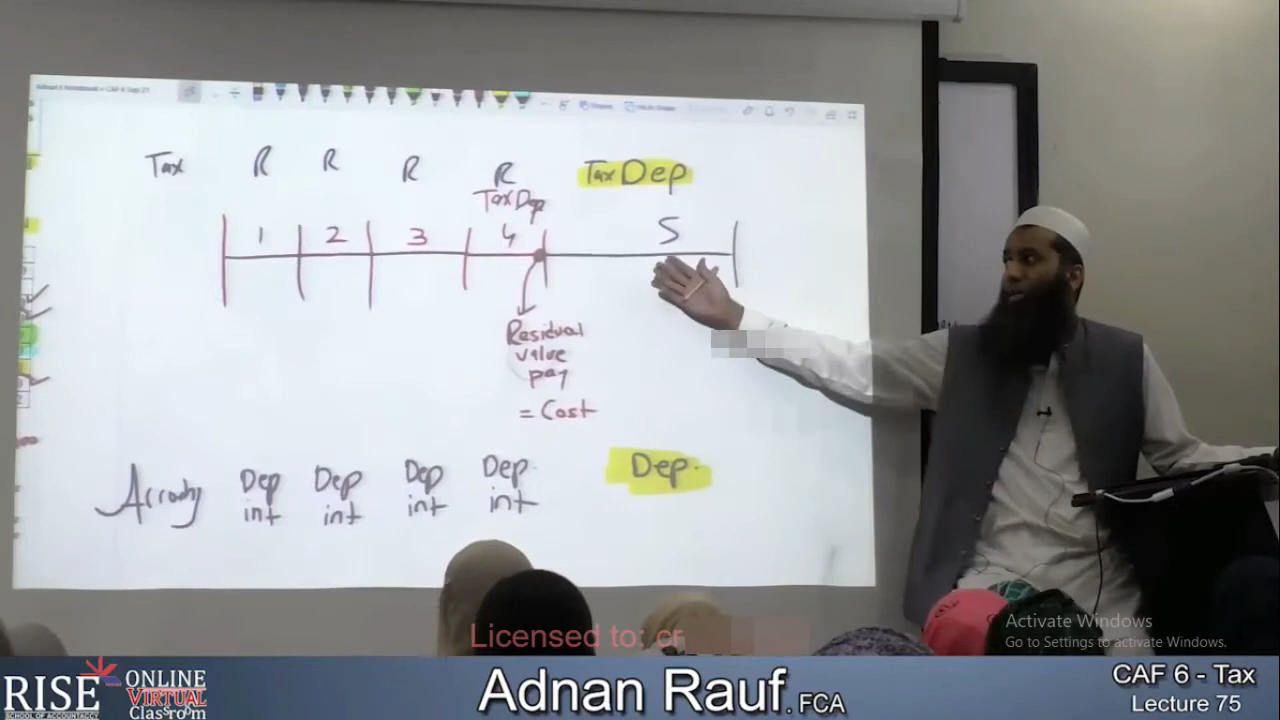 Tax R R R R Tax Dep
Tax Dep
1 2 3 4 5
Residual
value
pay
= Cost
Dep Dep Dep Dep. Dep.
int int int int
Licensed to: cr
Activate Windows
Go to Settings to activate Windows.
RISE
SCHOOL OF ACCOUNTANCY
ONLINE
VIRTUAL
Classroom
Adnan Rauf. FCA
CAF 6 - Tax
Lecture 75